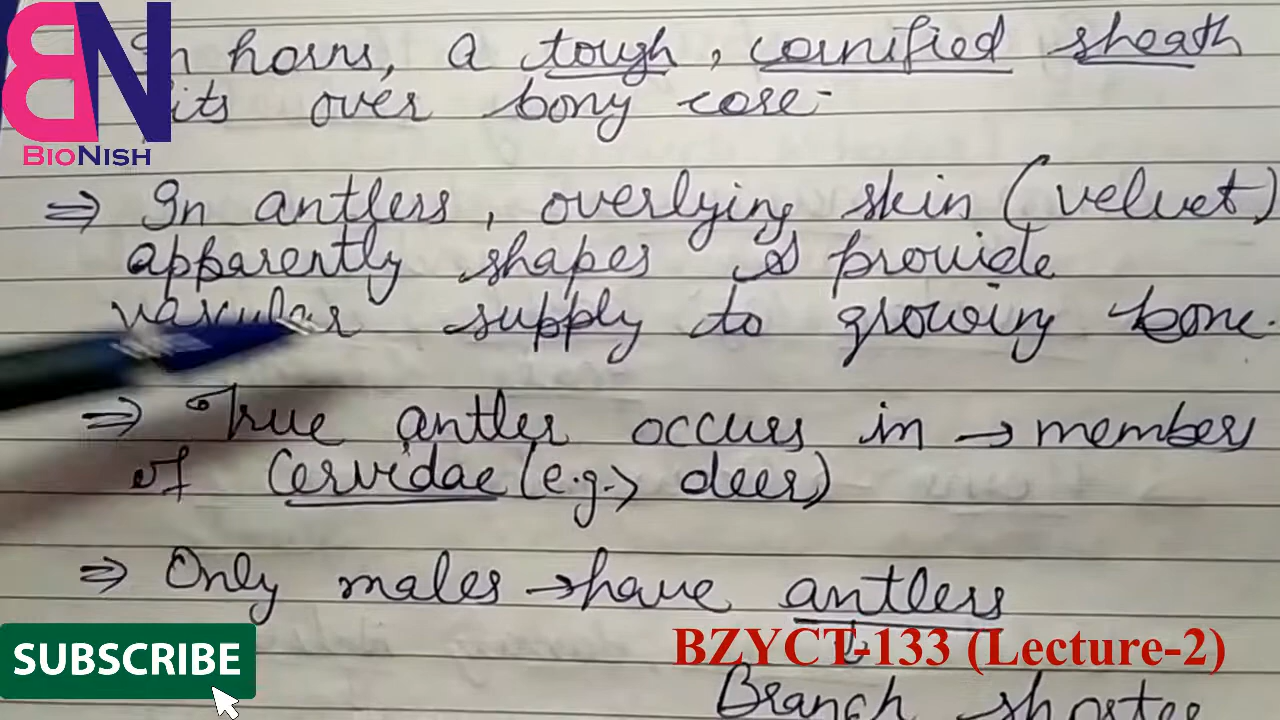 BN
BIONISH
In horns, a tough, cornified sheath
fits over bony core.
⇒ In antlers, overlying skin (velvet)
apparently shapes & provide
vascular supply to growing bone.
⇒ True antler occurs in → members
of Cervidae (e.g.→ deer)
⇒ Only males → have antlers
↓
BZYCT-133 (Lecture-2)
SUBSCRIBE
Branch